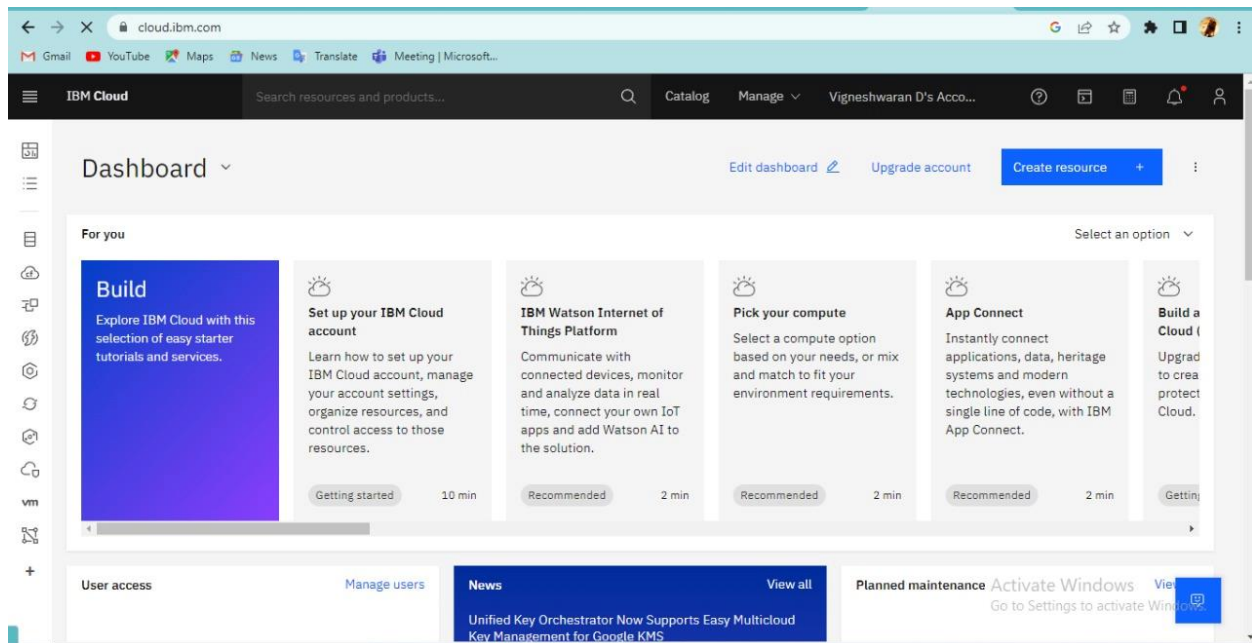 cloud.ibm.com
Gmail YouTube Maps News Translate Meeting | Microsoft...
IBM Cloud Search resources and products... Catalog Manage Vigneshwaran D's Acco...
Dashboard Edit dashboard Upgrade account Create resource +
For you Select an option
Build
Explore IBM Cloud with this
selection of easy starter
tutorials and services.
Set up your IBM Cloud
account
Learn how to set up your
IBM Cloud account, manage
your account settings,
organize resources, and
control access to those
resources.
Getting started 10 min
IBM Watson Internet of
Things Platform
Communicate with
connected devices, monitor
and analyze data in real
time, connect your own IoT
apps and add Watson AI to
the solution.
Recommended 2 min
Pick your compute
Select a compute option
based on your needs, or mix
and match to fit your
environment requirements.
Recommended 2 min
App Connect
Instantly connect
applications, data, heritage
systems and modern
technologies, even without a
single line of code, with IBM
App Connect.
Recommended 2 min
Build a
Cloud (
Upgrad
to crea
protect
Cloud.
Getting
vm
User access Manage users
News View all
Unified Key Orchestrator Now Supports Easy Multicloud
Key Management for Google KMS
Planned maintenance
Activate Windows
Go to Settings to activate Windows.